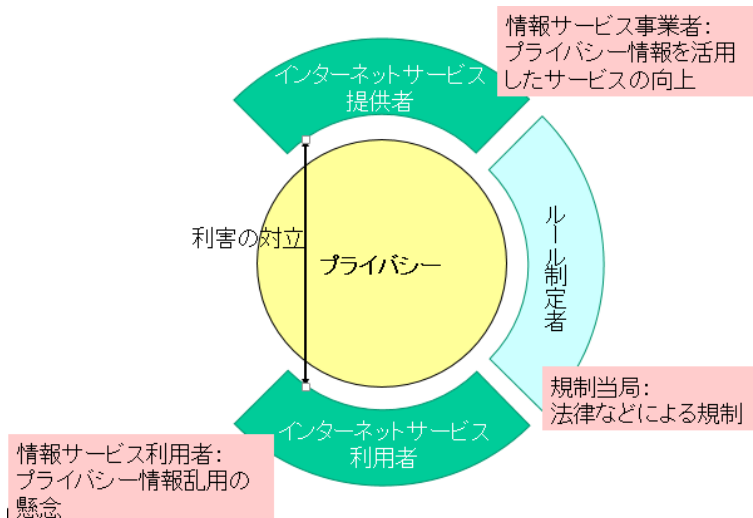 情報サービス事業者：
プライバシー情報を活用
したサービスの向上
インターネットサービス
提供者
利害の対立
プライバシー
ルール制定者
規制当局：
法律などによる規制
インターネットサービス
利用者
情報サービス利用者：
プライバシー情報乱用の
懸念